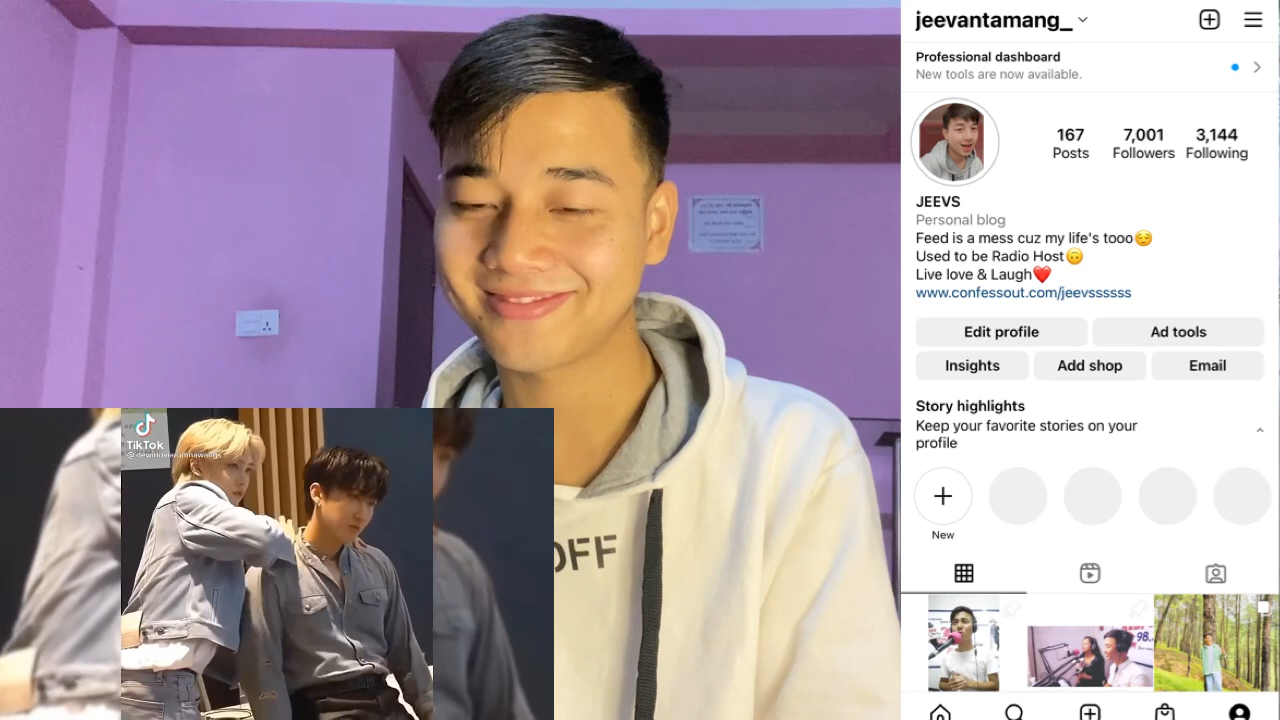 jeevantamang_
Professional dashboard
New tools are now available.
167
Posts
7,001
Followers
3,144
Following
JEEVS
Personal blog
Feed is a mess cuz my life's tooo😌
Used to be Radio Host🙃
Live love & Laugh❤️
www.confessout.com/jeevssssss
Edit profile
Ad tools
Insights
Add shop
Email
Story highlights
Keep your favorite stories on your
profile
New
98.
TikTok
OFF